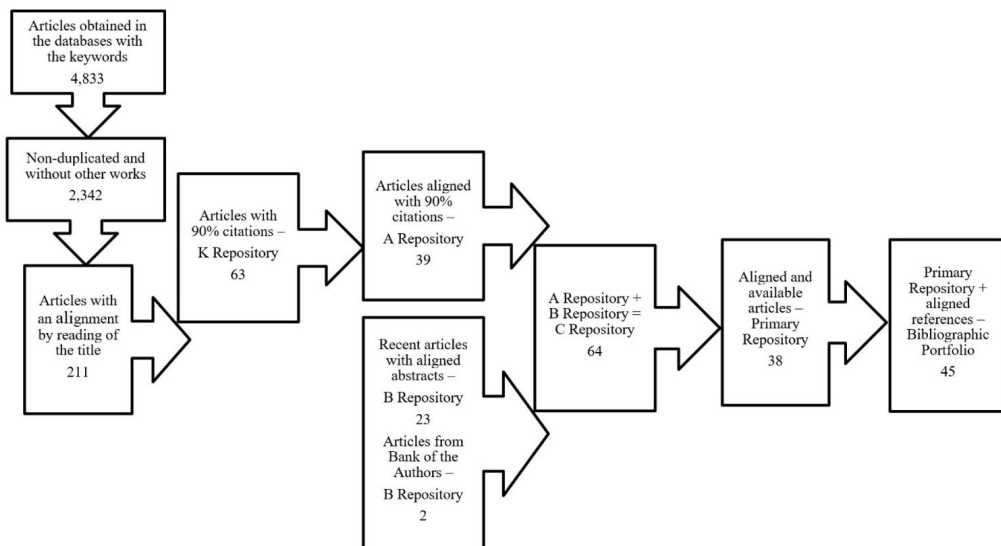 Articles obtained in
the databases with
the keywords
4,833
Non-duplicated and
without other works
2,342
Articles with
an alignment
by reading of
the title
211
Articles with
90% citations –
K Repository
63
Articles aligned
with 90%
citations –
A Repository
39
Recent articles
with aligned
abstracts –
B Repository
23
Articles from
Bank of the
Authors –
B Repository
2
A Repository +
B Repository =
C Repository
64
Aligned and
available
articles –
Primary
Repository
38
Primary
Repository +
aligned
references –
Bibliographic
Portfolio
45